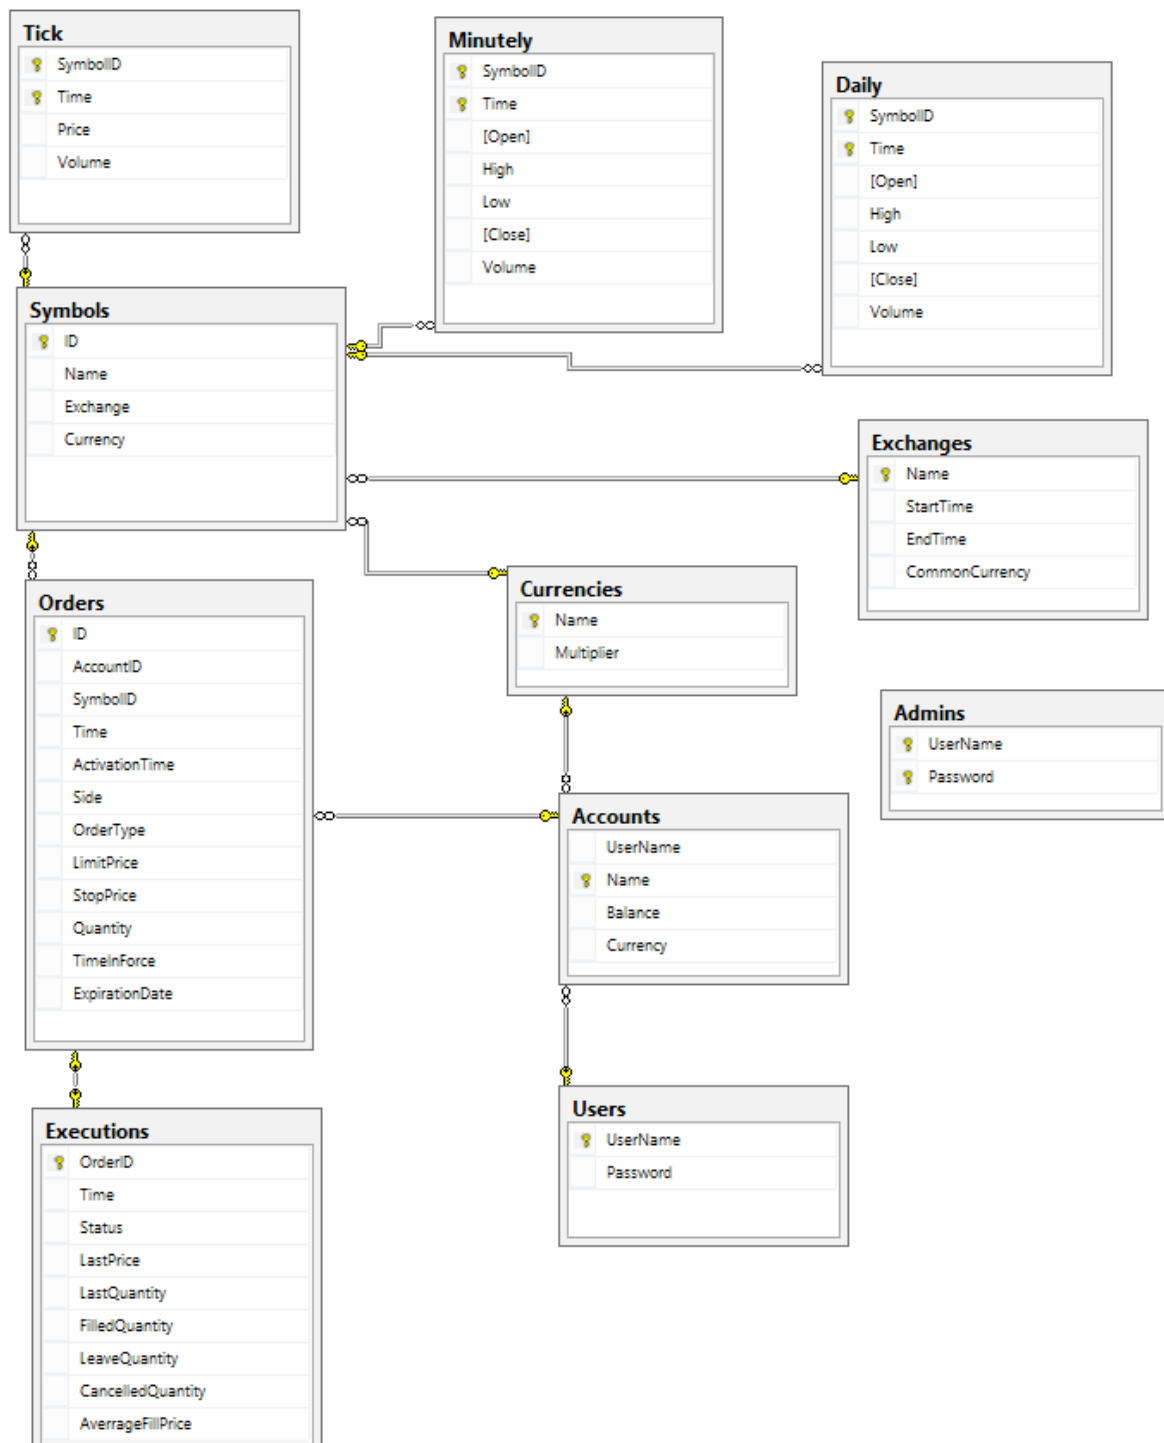 Tick
SymbolID
Time
Price
Volume
Minutely
SymbolID
Time
[Open]
High
Low
[Close]
Volume
Daily
SymbolID
Time
[Open]
High
Low
[Close]
Volume
Symbols
ID
Name
Exchange
Currency
Exchanges
Name
StartTime
EndTime
CommonCurrency
Currencies
Name
Multiplier
Orders
ID
AccountID
SymbolID
Time
ActivationTime
Side
OrderType
LimitPrice
StopPrice
Quantity
TimeInForce
ExpirationDate
Admins
UserName
Password
Accounts
UserName
Name
Balance
Currency
Users
UserName
Password
Executions
OrderID
Time
Status
LastPrice
LastQuantity
FilledQuantity
LeaveQuantity
CancelledQuantity
AverrageFillPrice